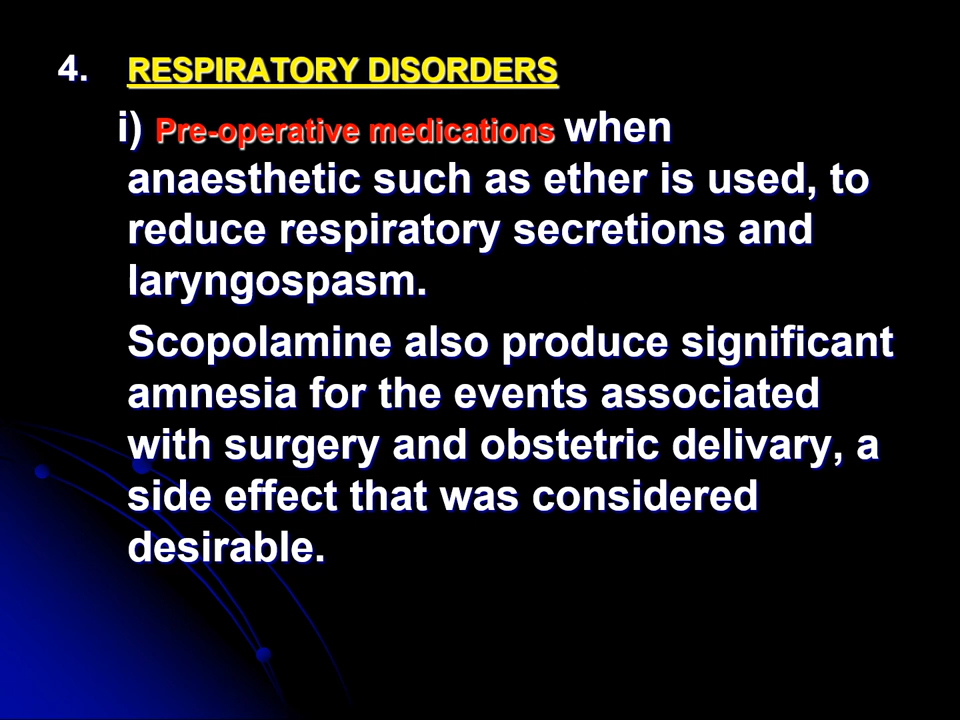 4. RESPIRATORY DISORDERS
i) Pre-operative medications when
anaesthetic such as ether is used, to
reduce respiratory secretions and
laryngospasm.
Scopolamine also produce significant
amnesia for the events associated
with surgery and obstetric delivary, a
side effect that was considered
desirable.